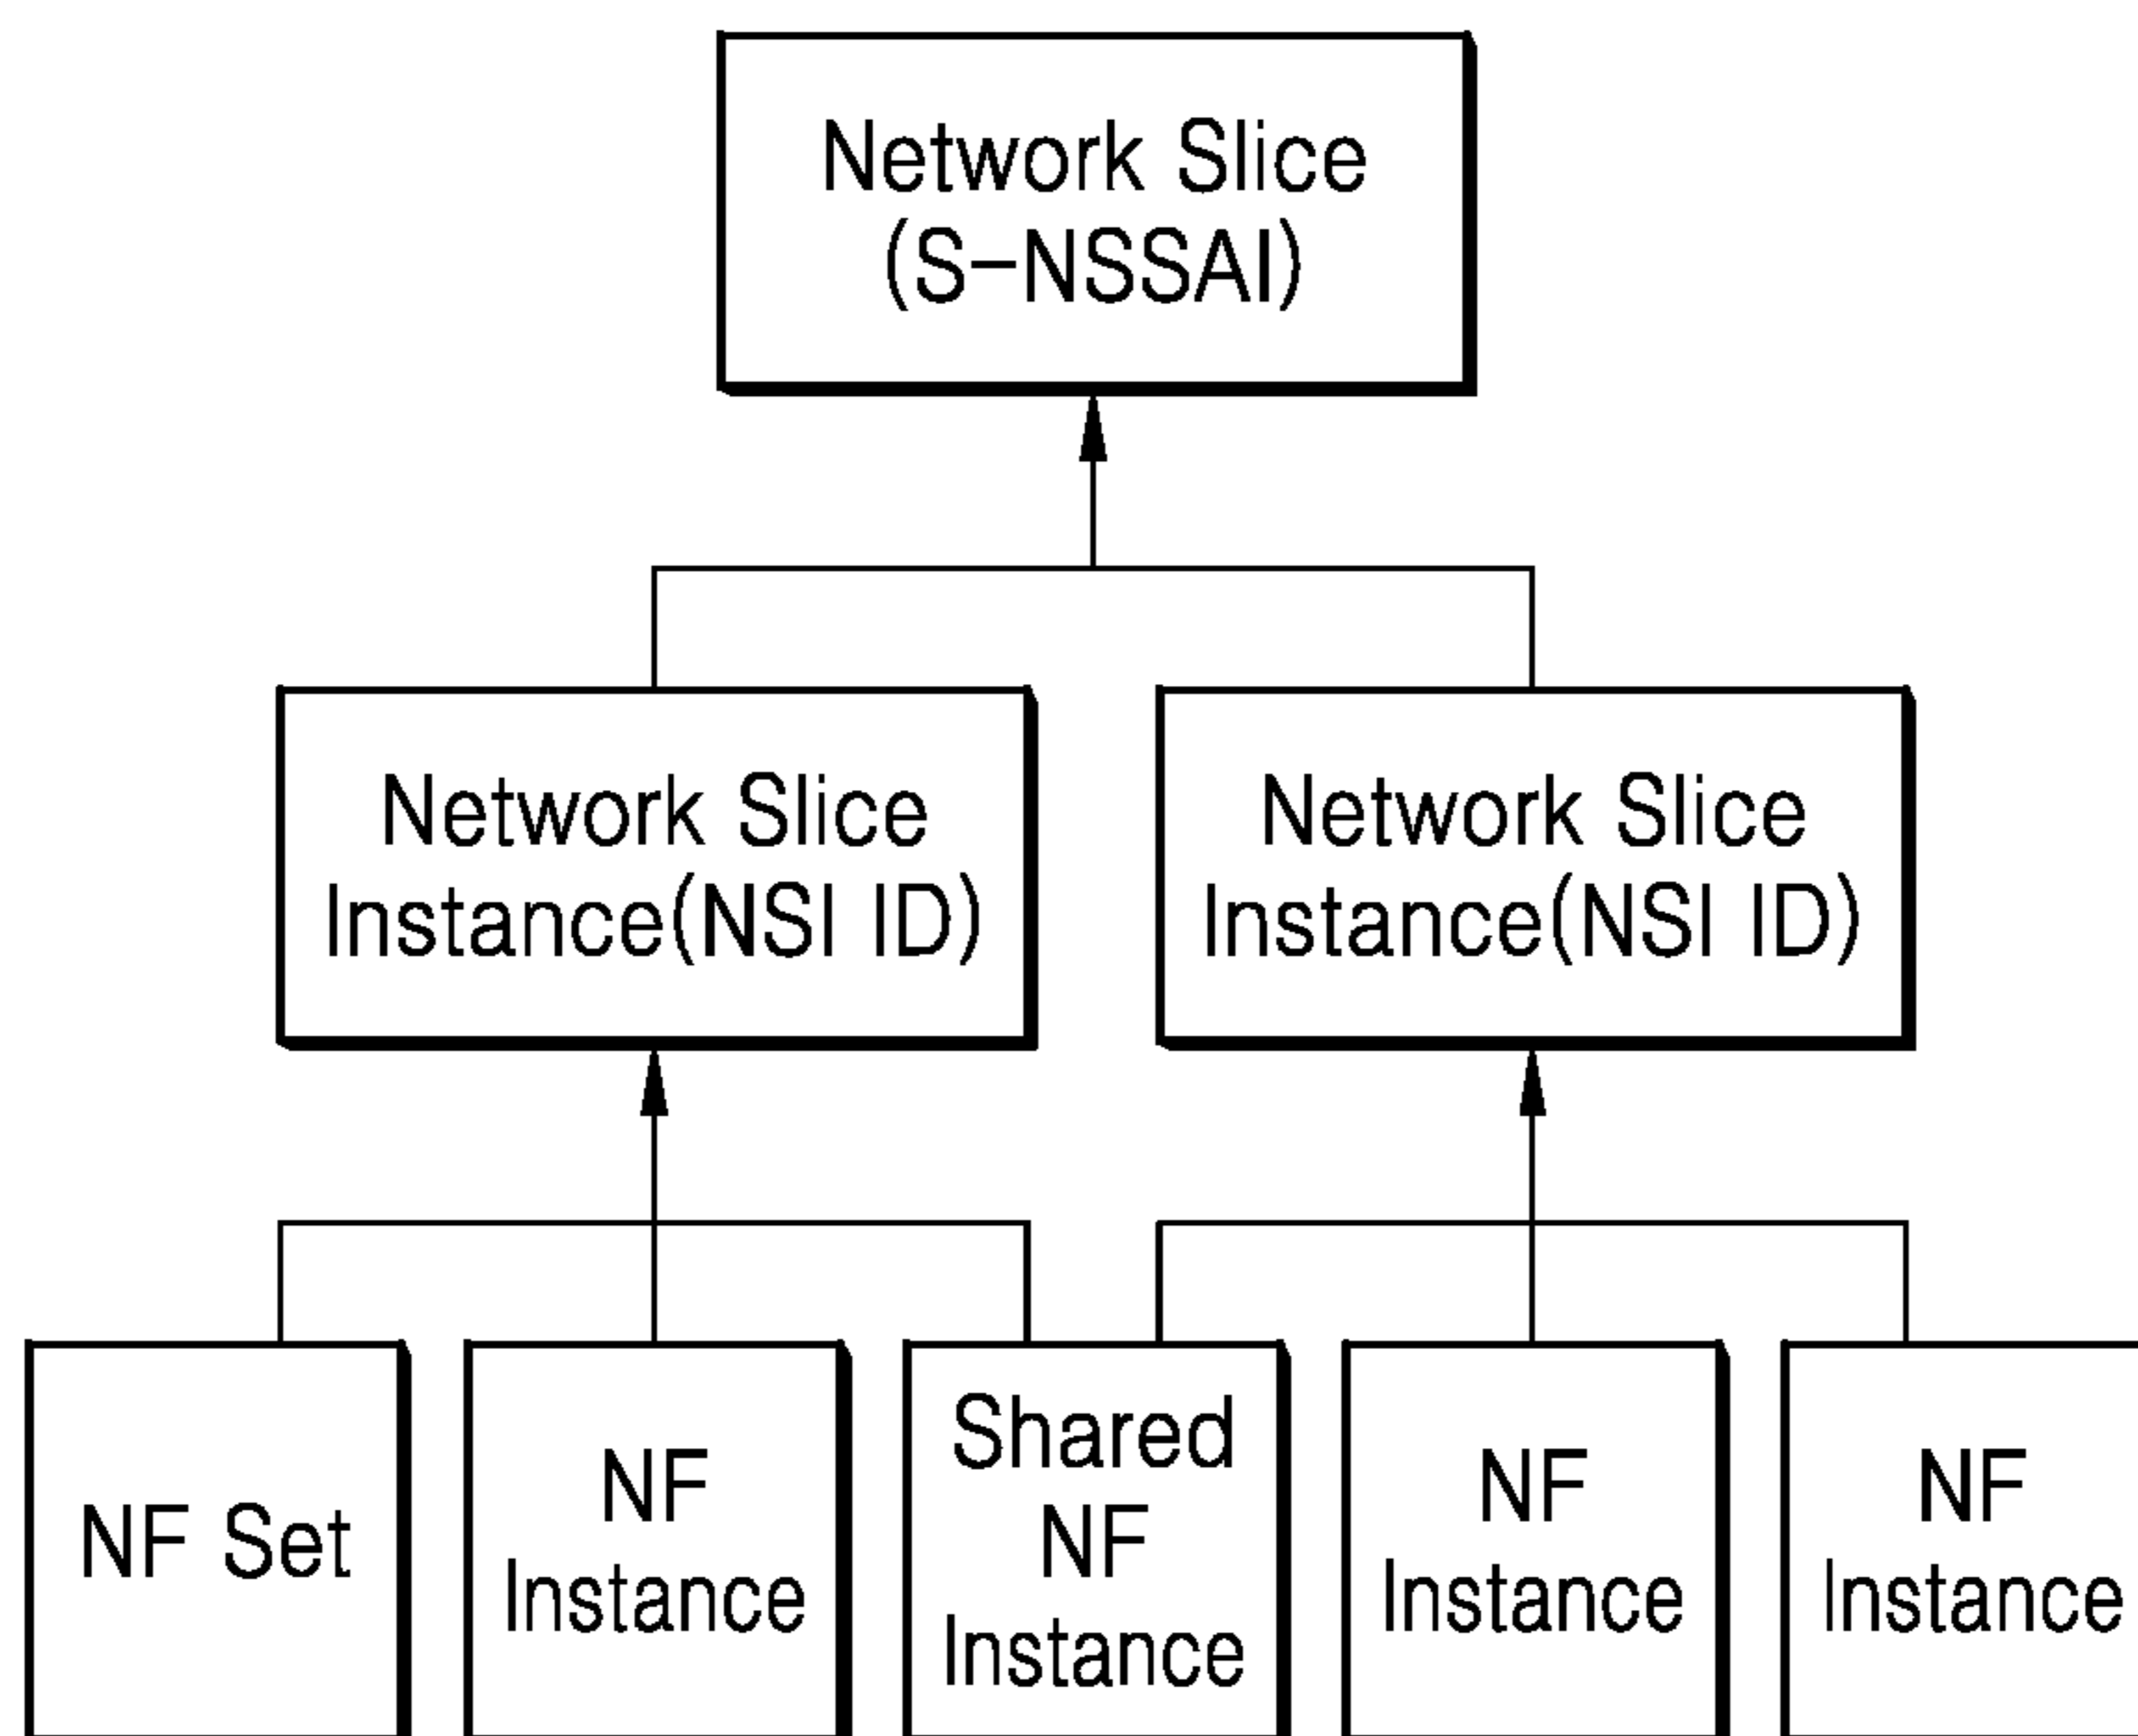 Network Slice
(S-NSSAI)
Network Slice
Instance(NSI ID)
Network Slice
Instance(NSI ID)
NF Set
NF
Instance
Shared
NF
Instance
NF
Instance
NF
Instance